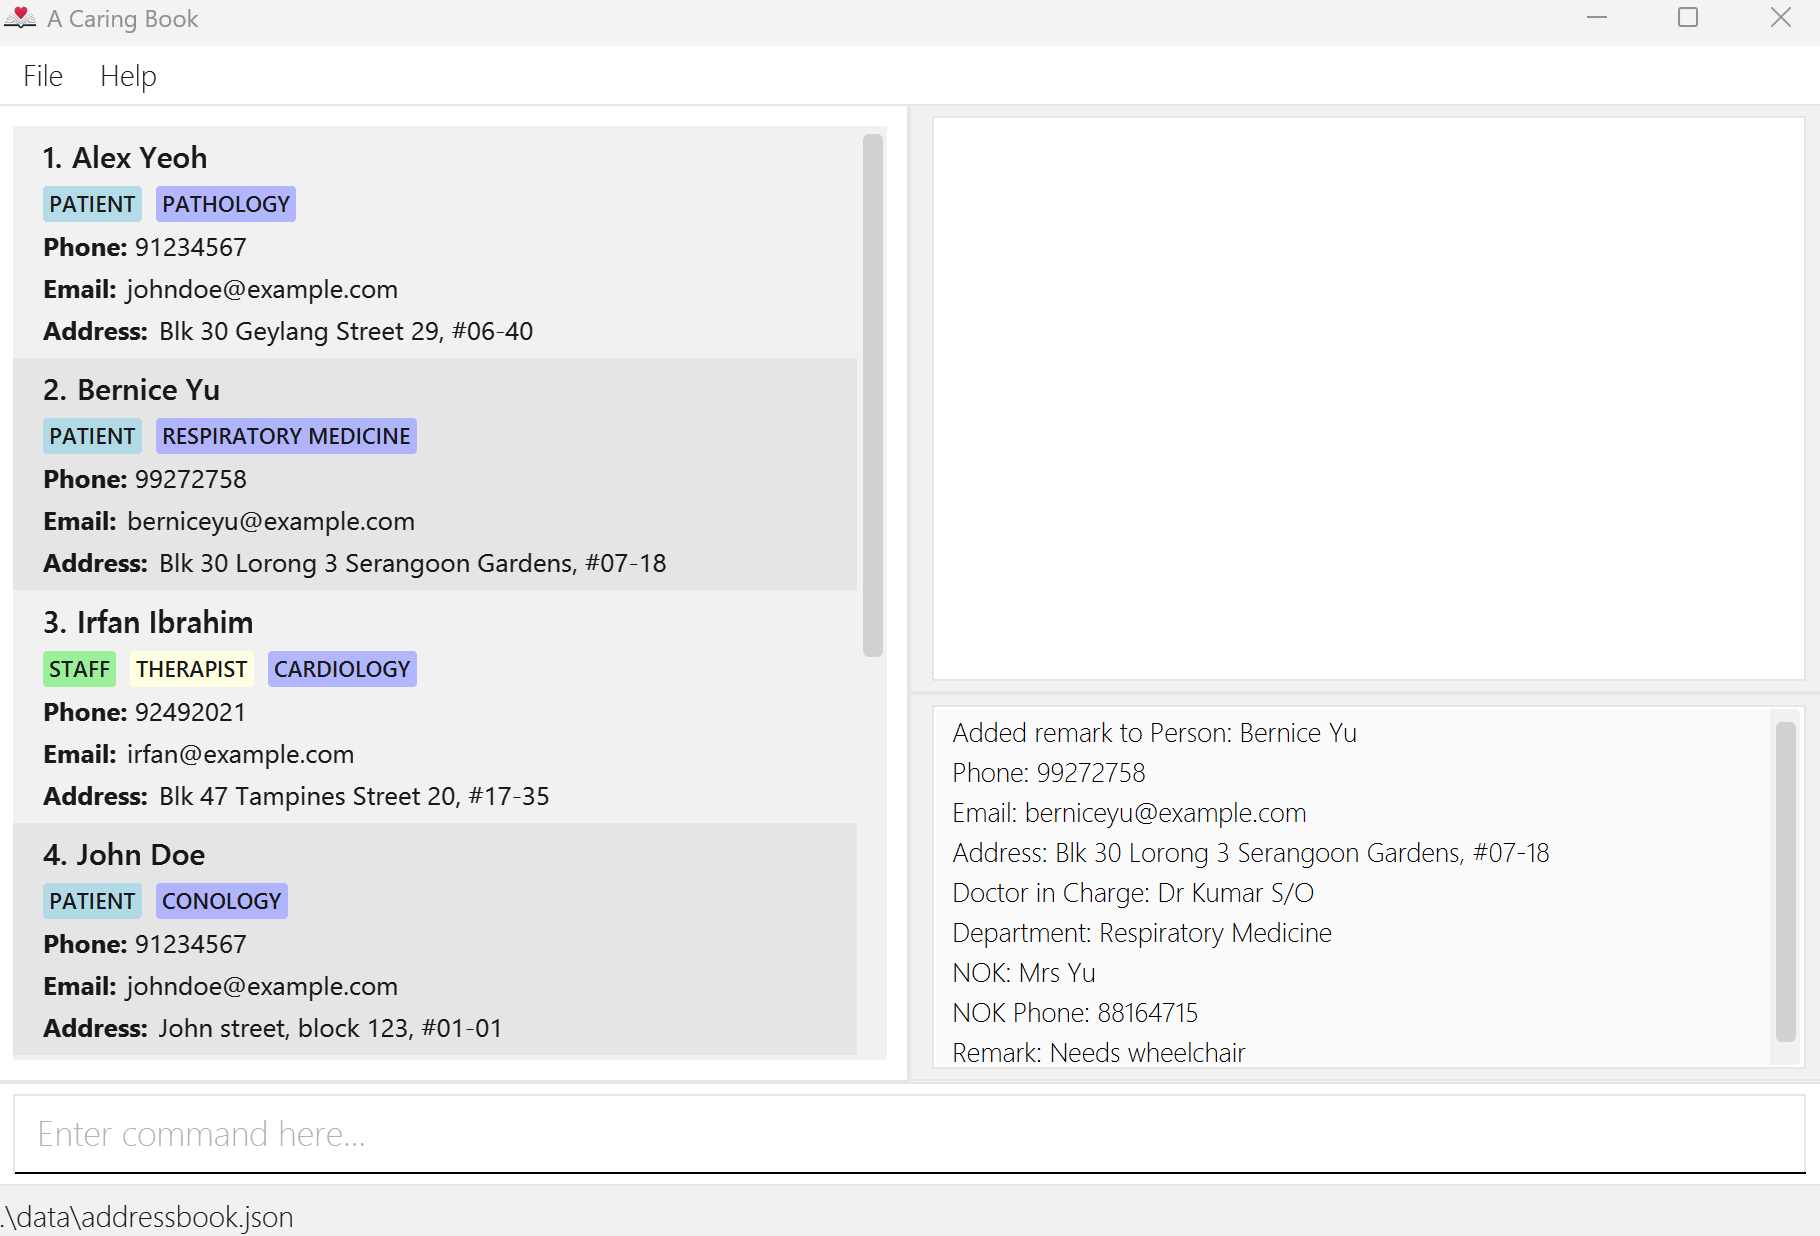 A Caring Book
File Help
1. Alex Yeoh
PATIENT PATHOLOGY
Phone: 91234567
Email: johndoe@example.com
Address: Blk 30 Geylang Street 29, #06-40
2. Bernice Yu
PATIENT RESPIRATORY MEDICINE
Phone: 99272758
Email: berniceyu@example.com
Address: Blk 30 Lorong 3 Serangoon Gardens, #07-18
3. Irfan Ibrahim
STAFF THERAPIST CARDIOLOGY
Phone: 92492021
Email: irfan@example.com
Address: Blk 47 Tampines Street 20, #17-35
4. John Doe
PATIENT CONOLOGY
Phone: 91234567
Email: johndoe@example.com
Address: John street, block 123, #01-01
Added remark to Person: Bernice Yu
Phone: 99272758
Email: berniceyu@example.com
Address: Blk 30 Lorong 3 Serangoon Gardens, #07-18
Doctor in Charge: Dr Kumar S/O
Department: Respiratory Medicine
NOK: Mrs Yu
NOK Phone: 88164715
Remark: Needs wheelchair
Enter command here...
.\data\addressbook.json